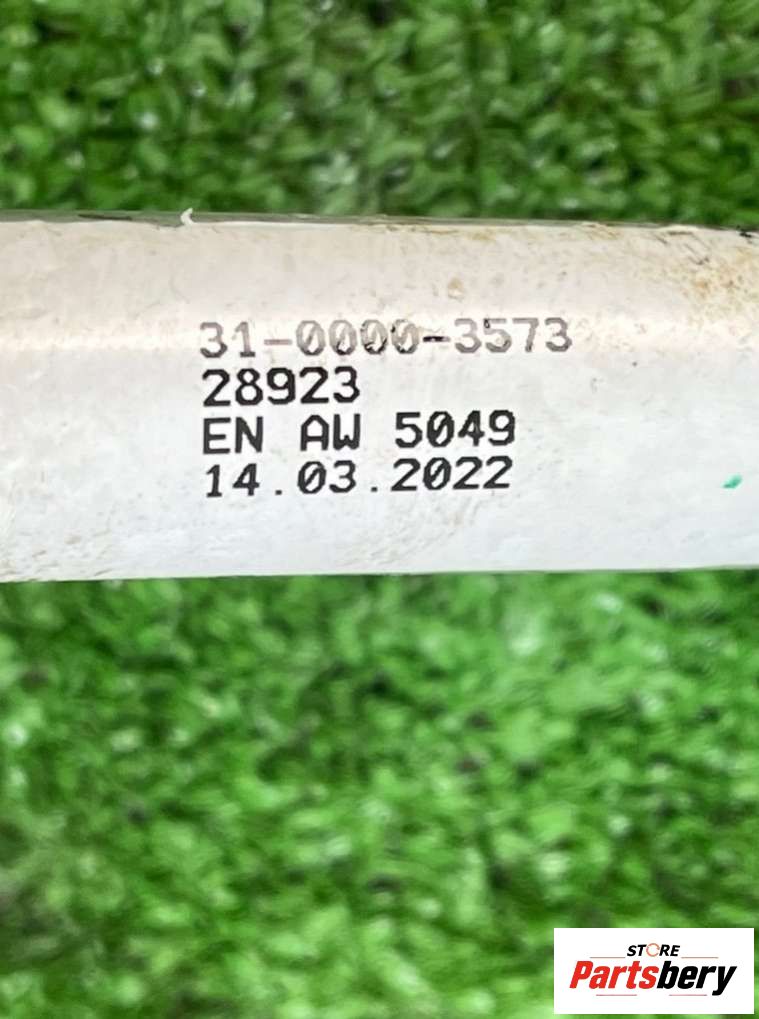 31-0000-3573
28923
EN AW 5049
14.03.2022
STORE
Partsbery